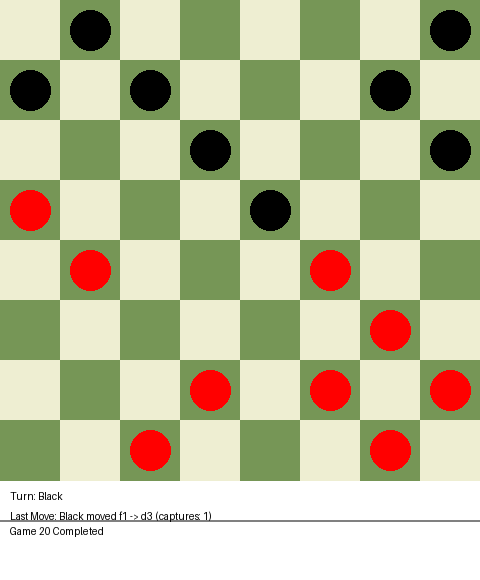 Turn: Black
Last Move: Black moved f1 -> d3 (captures: 1)
Game 20 Completed